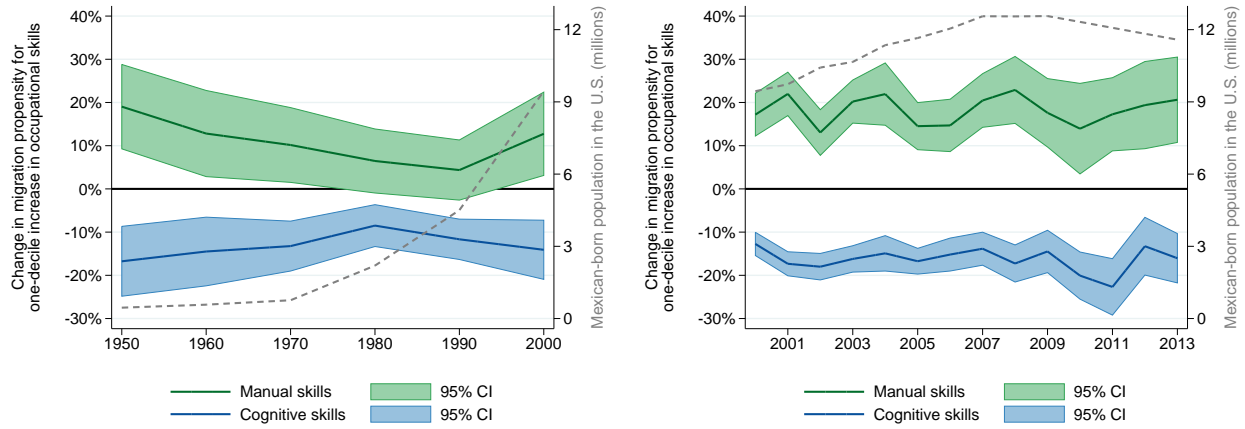 Change in migration propensity for
one-decile increase in occupational skills
40%
30%
20%
10%
0%
-10%
-20%
-30%
12
9
6
3
0
Mexican-born population in the U.S. (millions)
1950 1960 1970 1980 1990 2000
Manual skills 95% CI
Cognitive skills 95% CI
Change in migration propensity for
one-decile increase in occupational skills
40%
30%
20%
10%
0%
-10%
-20%
-30%
12
9
6
3
0
Mexican-born population in the U.S. (millions)
2001 2003 2005 2007 2009 2011 2013
Manual skills 95% CI
Cognitive skills 95% CI